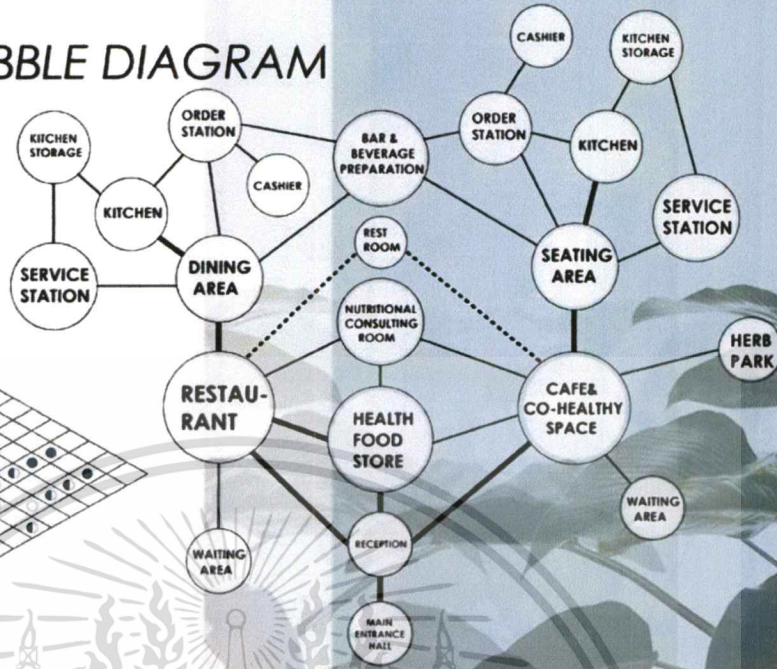 BBLE DIAGRAM
CASHIER
KITCHEN
STORAGE
ORDER
STATION
KITCHEN
STORAGE
BAR &
BEVERAGE
PREPARATION
ORDER
STATION
KITCHEN
CASHIER
KITCHEN
SERVICE
STATION
REST
ROOM
SERVICE
STATION
DINING
AREA
SEATING
AREA
NUTRITIONAL
CONSULTING
ROOM
HERB
PARK
RESTAU-
RANT
HEALTH
FOOD
STORE
CAFE&
CO-HEALTHY
SPACE
WAITING
AREA
WAITING
AREA
RECEPTION
MAIN
ENTRANCE
HALL